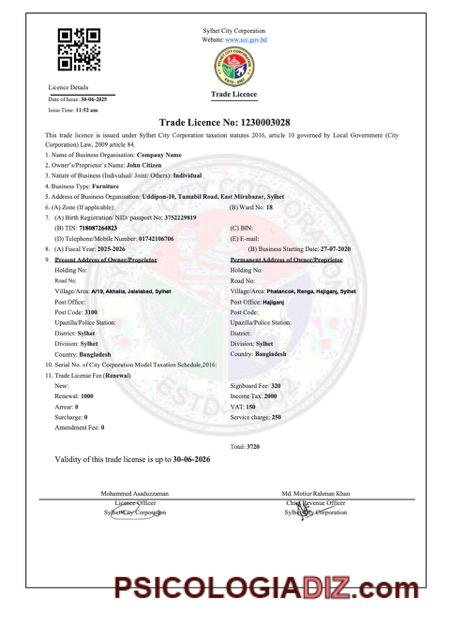 Sylhet City Corporation
Website: www.scc.gov.bd
Licence Details
Date of Issue: 30-06-2025
Issue Time: 11:52 am
Trade Licence
Trade Licence No: 1230003028
This trade licence is issued under Sylhet City Corporation taxation statutes 2016, article 10 governed by Local Government (City
Corporation) Law, 2009 article 84.
1. Name of Business Organisation: Company Name
2. Owner's/Proprietor's Name: John Citizen
3. Nature of Business (Individual/ Joint/ Others): Individual
4. Business Type: Furniture
5. Address of Business Organisation: Uddipon-10, Tamabil Road, East Mirabazar, Sylhet
6. (A) Zone (If applicable): (B) Ward No: 18
7. (A) Birth Registration/ NID/ passport No: 3752229819
(B) TIN: 718087264823 (C) BIN:
(D) Telephone/Mobile Number: 01742106706 (E) E-mail:
8. (A) Fiscal Year: 2025-2026 (B) Business Starting Date: 27-07-2020
9. Present Address of Owner/Proprietor Permanent Address of Owner/Proprietor
Holding No: Holding No:
Road No: Road No:
Village/Area: A/19, Akhalia, Jalalabad, Sylhet Village/Area: Phatancok, Renga, Hajiganj, Sylhet
Post Office: Post Office: Hajiganj
Post Code: 3100 Post Code:
Upazilla/Police Station: Upazilla/Police Station:
District: Sylhet District:
Division: Sylhet Division: Sylhet
Country: Bangladesh Country: Bangladesh
10. Serial No. of City Corporation Model Taxation Schedule,2016:
11. Trade License Fee (Renewal)
New: Signboard Fee: 320
Renewal: 1000 Income Tax: 2000
Arrear: 0 VAT: 150
Surcharge: 0 Service charge: 250
Amendment Fee: 0
Total: 3720
Validity of this trade license is up to 30-06-2026
Mohammed Asaduzzaman Md. Motiur Rahman Khan
Licence Officer Chief Revenue Officer
Sylhet City Corporation Sylhet City Corporation
PSICOLOGIADIZ.com